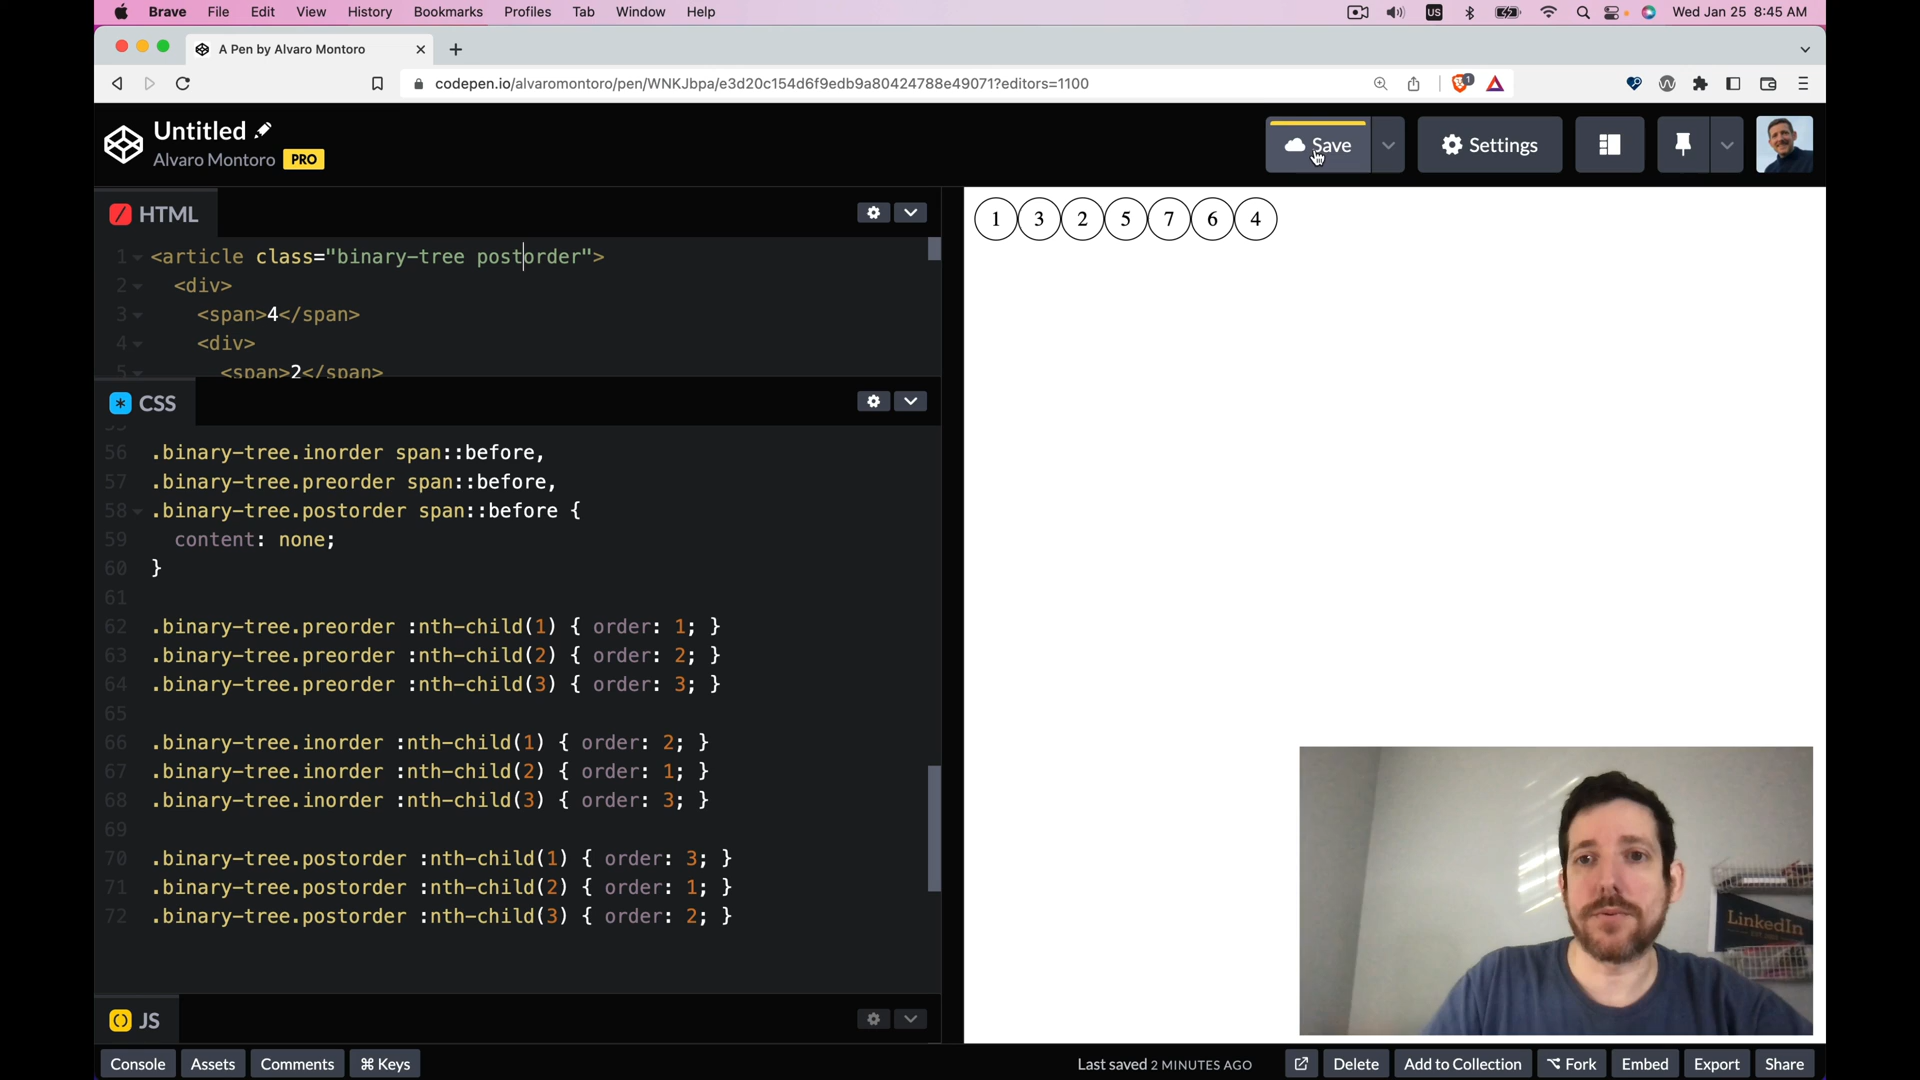 Brave File Edit View History Bookmarks Profiles Tab Window Help US Wed Jan 25 8:45 AM
A Pen by Alvaro Montoro
codepen.io/alvaromontoro/pen/WNKJbpa/e3d20c154d6f9edb9a80424788e49071?editors=1100
1
Untitled
Alvaro Montoro PRO
Save
Settings
HTML
1 <article class="binary-tree postorder">
2 <div>
3 <span>4</span>
4 <div>
5 <span>2</span>
CSS
55
56 .binary-tree.inorder span::before,
57 .binary-tree.preorder span::before,
58 .binary-tree.postorder span::before {
59 content: none;
60 }
61
62 .binary-tree.preorder :nth-child(1) { order: 1; }
63 .binary-tree.preorder :nth-child(2) { order: 2; }
64 .binary-tree.preorder :nth-child(3) { order: 3; }
65
66 .binary-tree.inorder :nth-child(1) { order: 2; }
67 .binary-tree.inorder :nth-child(2) { order: 1; }
68 .binary-tree.inorder :nth-child(3) { order: 3; }
69
70 .binary-tree.postorder :nth-child(1) { order: 3; }
71 .binary-tree.postorder :nth-child(2) { order: 1; }
72 .binary-tree.postorder :nth-child(3) { order: 2; }
JS
1 3 2 5 7 6 4
LinkedIn
Console Assets Comments ⌘ Keys Last saved 2 MINUTES AGO Delete Add to Collection Fork Embed Export Share